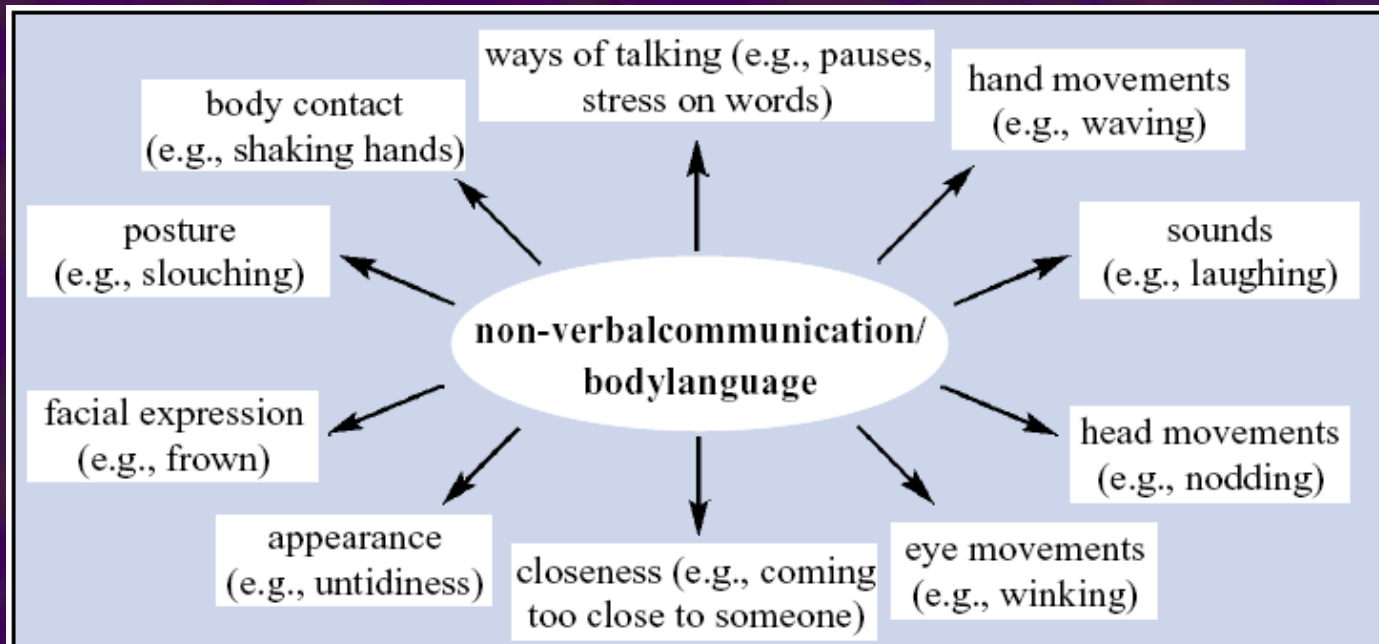 ways of talking (e.g., pauses,
stress on words)
hand movements
(e.g., waving)
body contact
(e.g., shaking hands)
sounds
(e.g., laughing)
posture
(e.g., slouching)
non-verbalcommunication/
bodylanguage
facial expression
(e.g., frown)
head movements
(e.g., nodding)
appearance
(e.g., untidiness)
closeness (e.g., coming
too close to someone)
eye movements
(e.g., winking)